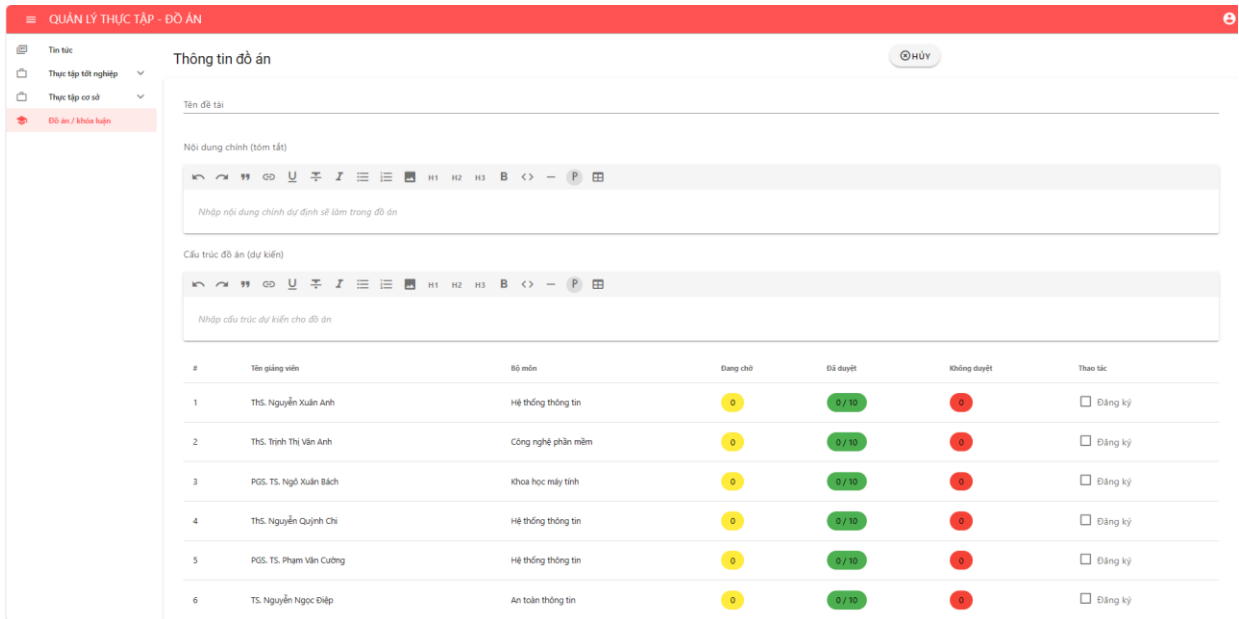 QUẢN LÝ THỰC TẬP - ĐỒ ÁN
Tin tức
Thực tập tốt nghiệp
Thực tập cơ sở
Đồ án / khóa luận
Thông tin đồ án
HỦY
Tên đề tài
Nội dung chính (tóm tắt)
H1 H2 H3 B <> — P
Nhập nội dung chính dự định sẽ làm trong đồ án
Cấu trúc đồ án (dự kiến)
H1 H2 H3 B <> — P
Nhập cấu trúc dự kiến cho đồ án
# Tên giảng viên Bộ môn Đang chờ Đã duyệt Không duyệt Thao tác
1 ThS. Nguyễn Xuân Anh Hệ thống thông tin 0 0 / 10 0 Đăng ký
2 ThS. Trịnh Thị Vân Anh Công nghệ phần mềm 0 0 / 10 0 Đăng ký
3 PGS. TS. Ngô Xuân Bách Khoa học máy tính 0 0 / 10 0 Đăng ký
4 ThS. Nguyễn Quỳnh Chi Hệ thống thông tin 0 0 / 10 0 Đăng ký
5 PGS. TS. Phạm Văn Cường Hệ thống thông tin 0 0 / 10 0 Đăng ký
6 TS. Nguyễn Ngọc Điệp An toàn thông tin 0 0 / 10 0 Đăng ký